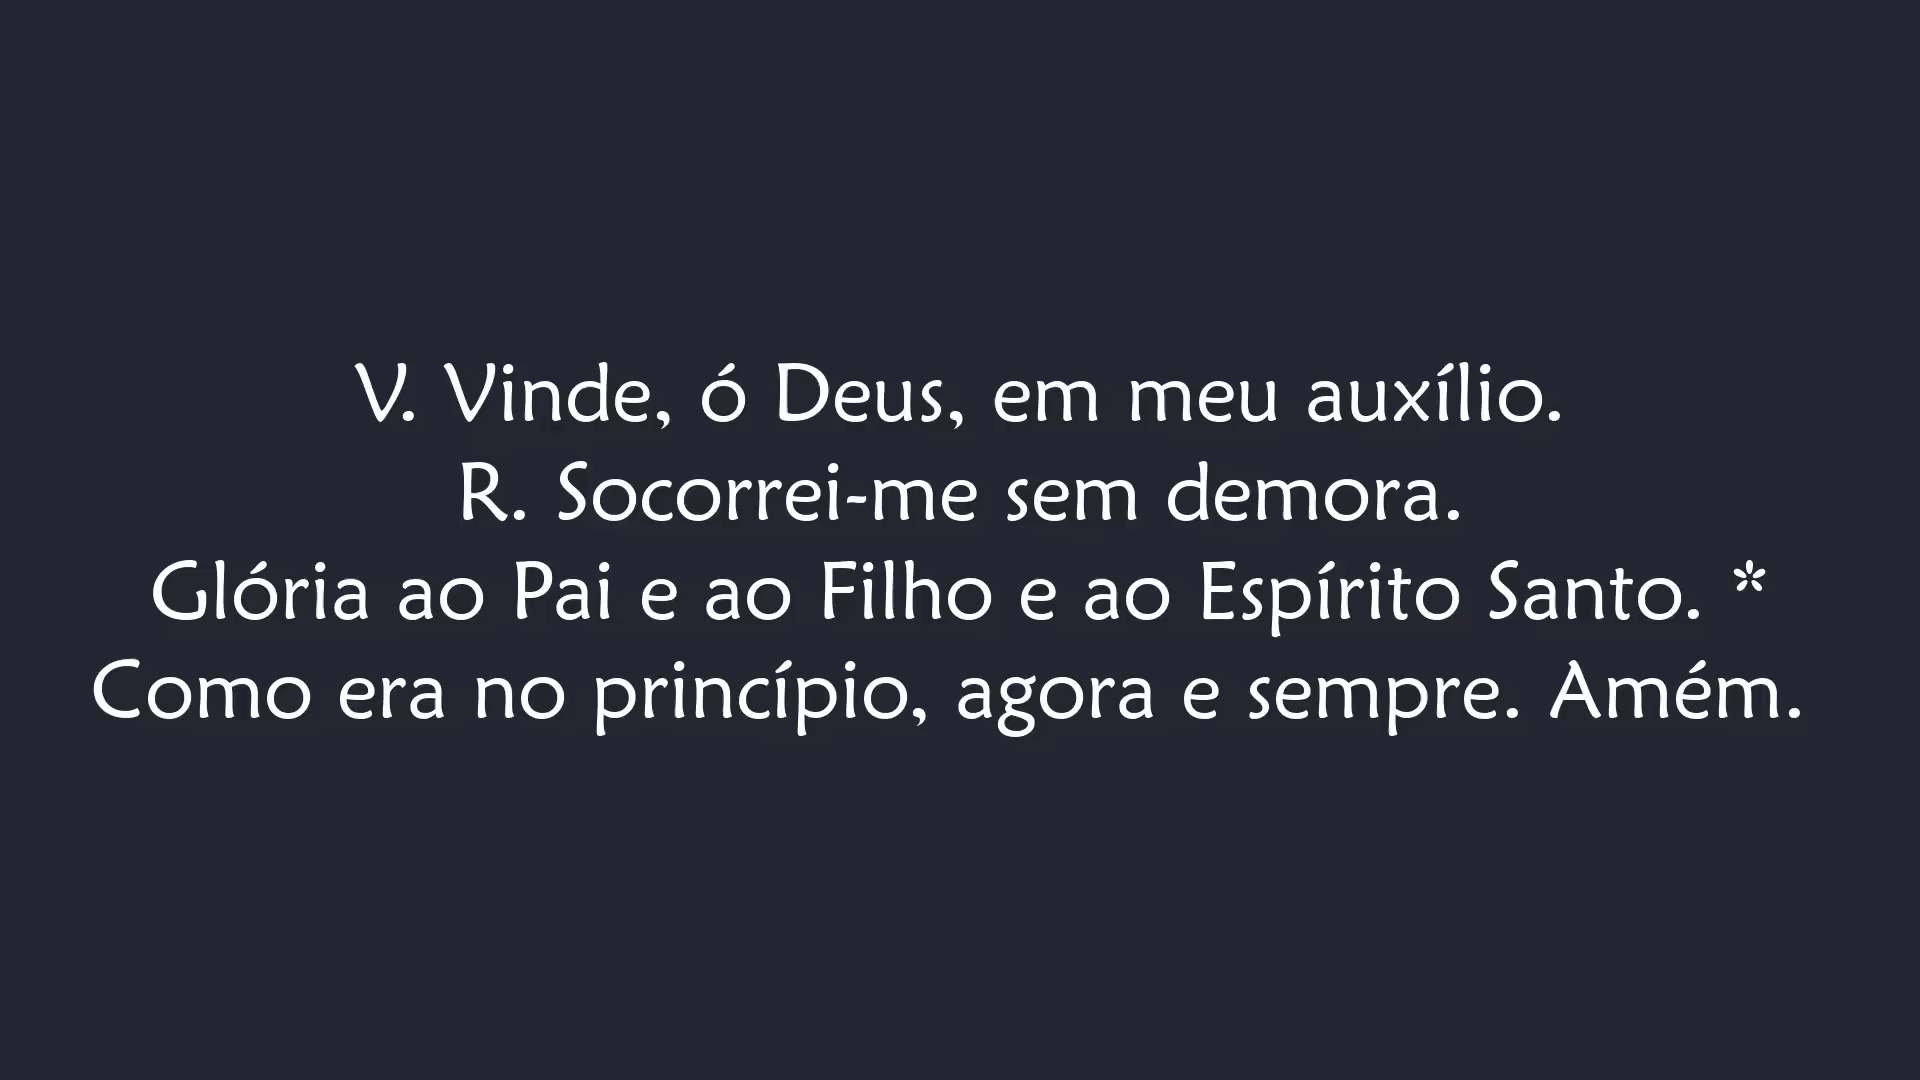 V. Vinde, ó Deus, em meu auxílio.
R. Socorrei-me sem demora.
Glória ao Pai e ao Filho e ao Espírito Santo. *
Como era no princípio, agora e sempre. Amém.